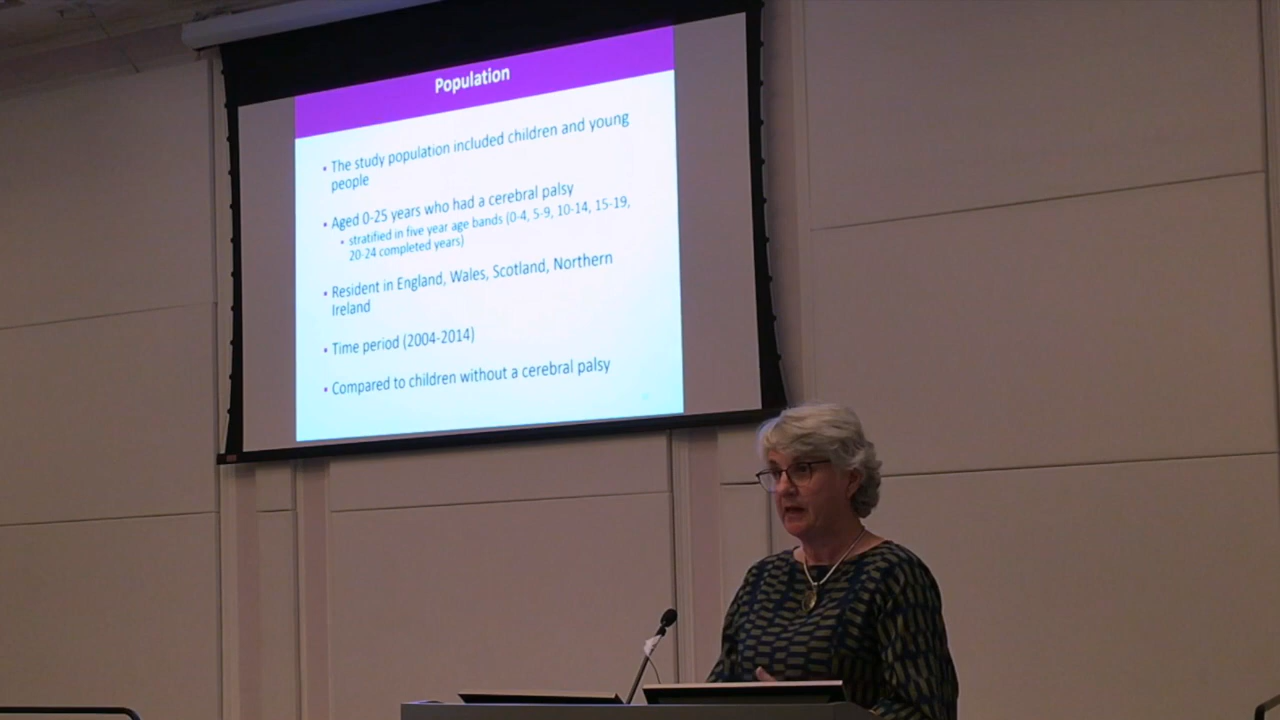 Population
• The study population included children and young
people
• Aged 0-25 years who had a cerebral palsy
• stratified in five year age bands (0-4, 5-9, 10-14, 15-19,
20-24 completed years)
• Resident in England, Wales, Scotland, Northern
Ireland
• Time period (2004-2014)
• Compared to children without a cerebral palsy